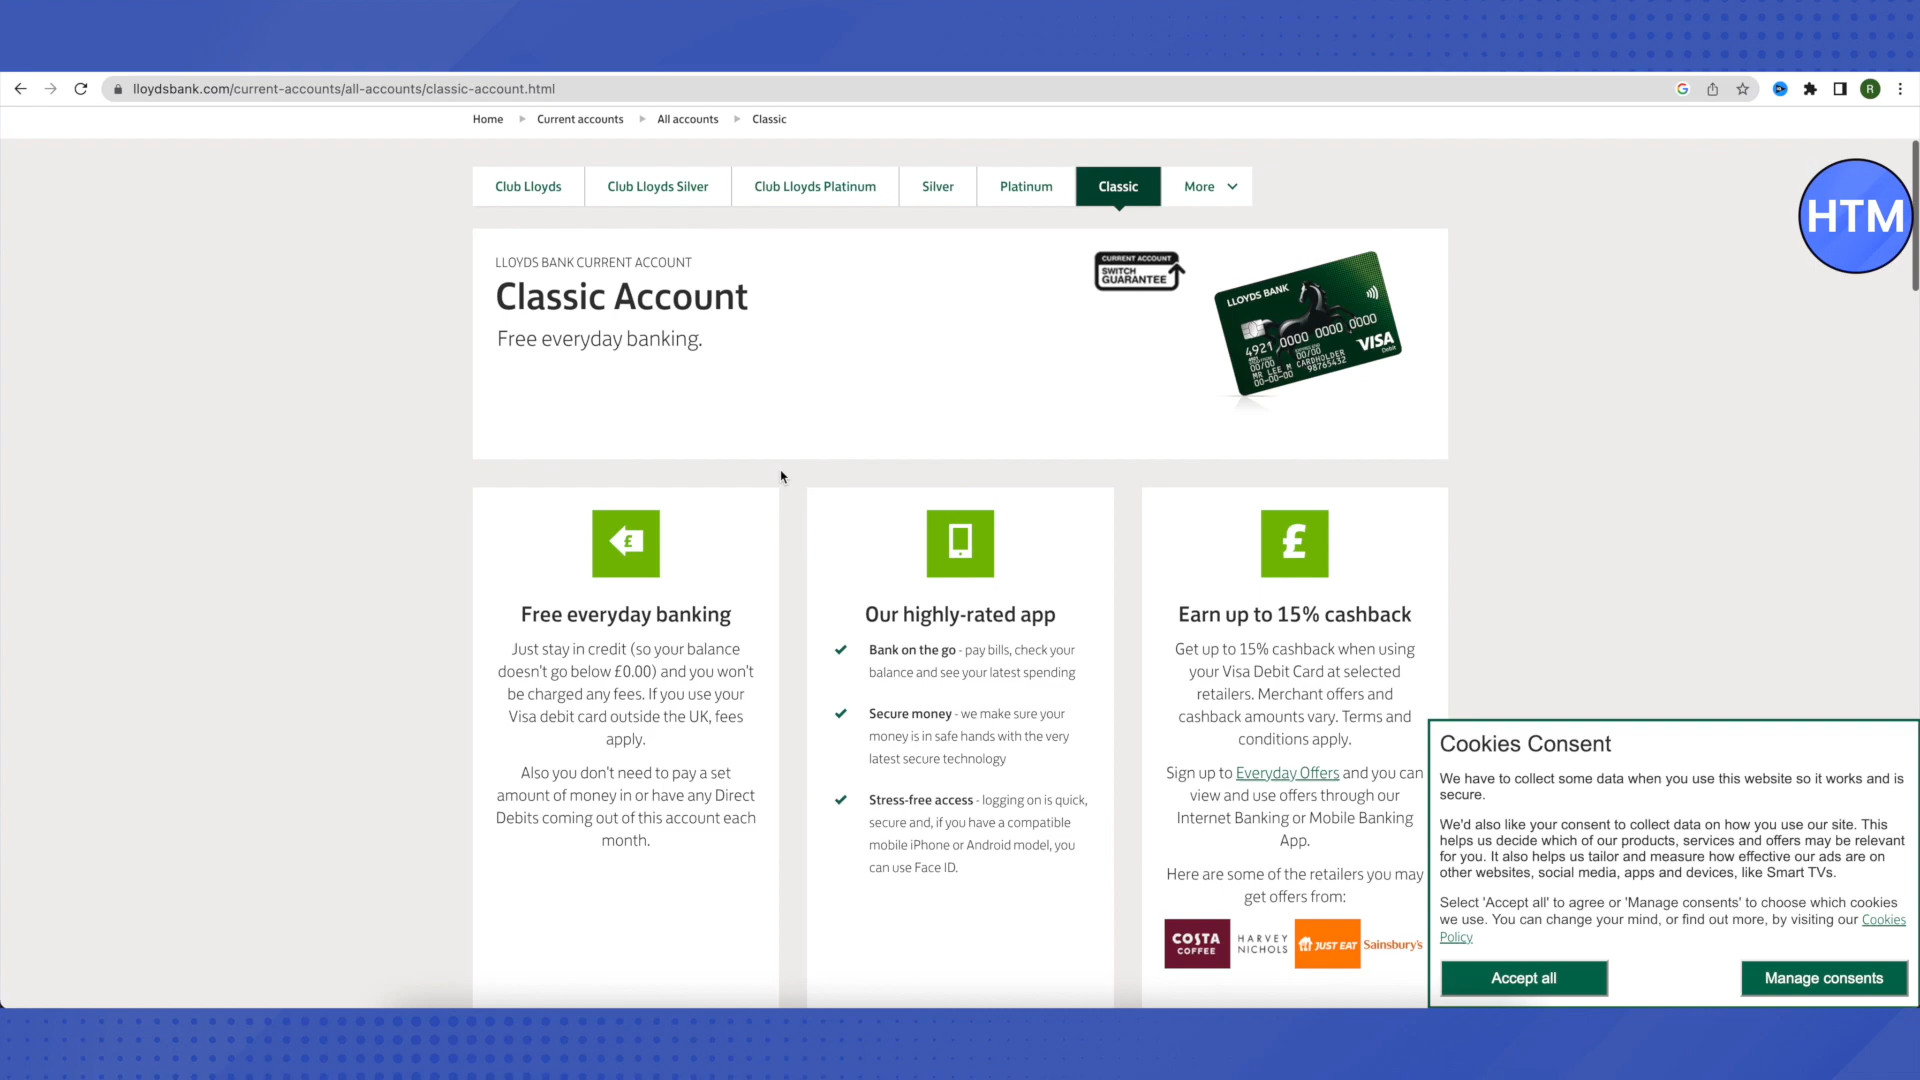 lloydsbank.com/current-accounts/all-accounts/classic-account.html
R
Home
Current accounts
All accounts
Classic
Club Lloyds
Club Lloyds Silver
Club Lloyds Platinum
Silver
Platinum
Classic
More
HTM
LLOYDS BANK CURRENT ACCOUNT
Classic Account
Free everyday banking.
CURRENT ACCOUNT
SWITCH
GUARANTEE
LLOYDS BANK
4921 0000 0000 0000
00/00
00/00
MR LEE M CARDHOLDER
00-00-00 98765432
VISA
Debit
£
Free everyday banking
Just stay in credit (so your balance
doesn't go below £0.00) and you won't
be charged any fees. If you use your
Visa debit card outside the UK, fees
apply.
Also you don't need to pay a set
amount of money in or have any Direct
Debits coming out of this account each
month.
Our highly-rated app
Bank on the go - pay bills, check your
balance and see your latest spending
Secure money - we make sure your
money is in safe hands with the very
latest secure technology
Stress-free access - logging on is quick,
secure and, if you have a compatible
mobile iPhone or Android model, you
can use Face ID.
£
Earn up to 15% cashback
Get up to 15% cashback when using
your Visa Debit Card at selected
retailers. Merchant offers and
cashback amounts vary. Terms and
conditions apply.
Sign up to Everyday Offers and you can
view and use offers through our
Internet Banking or Mobile Banking
App.
Here are some of the retailers you may
get offers from:
COSTA
COFFEE
HARVEY
NICHOLS
JUST EAT
Sainsbury's
Cookies Consent
We have to collect some data when you use this website so it works and is
secure.
We'd also like your consent to collect data on how you use our site. This
helps us decide which of our products, services and offers may be relevant
for you. It also helps us tailor and measure how effective our ads are on
other websites, social media, apps and devices, like Smart TVs.
Select 'Accept all' to agree or 'Manage consents' to choose which cookies
we use. You can change your mind, or find out more, by visiting our Cookies
Policy
Accept all
Manage consents